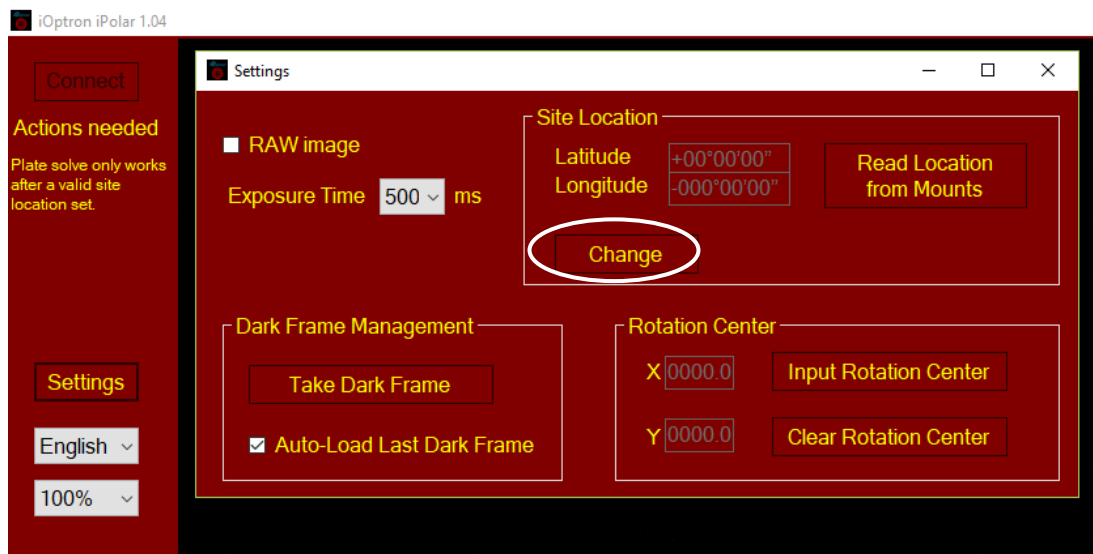 iOptron iPolar 1.04
Connect
Actions needed
Plate solve only works
after a valid site
location set.
Settings
English
100%
Settings
RAW image
Exposure Time 500 ms
Site Location
Latitude +00°00'00"
Longitude -000°00'00"
Read Location
from Mounts
Change
Dark Frame Management
Take Dark Frame
Auto-Load Last Dark Frame
Rotation Center
X 0000.0 Input Rotation Center
Y 0000.0 Clear Rotation Center